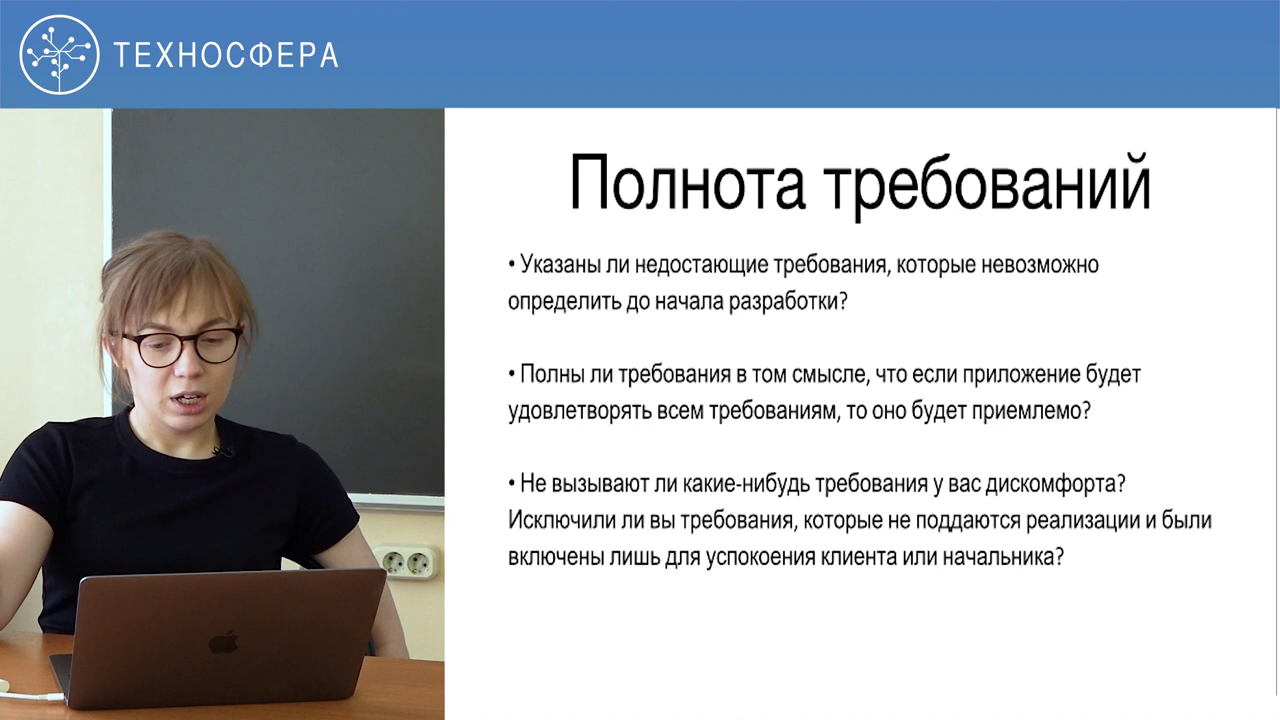 ТЕХНОСФЕРА
Полнота требований
• Указаны ли недостающие требования, которые невозможно
определить до начала разработки?
• Полны ли требования в том смысле, что если приложение будет
удовлетворять всем требованиям, то оно будет приемлемо?
• Не вызывают ли какие-нибудь требования у вас дискомфорта?
Исключили ли вы требования, которые не поддаются реализации и были
включены лишь для успокоения клиента или начальника?